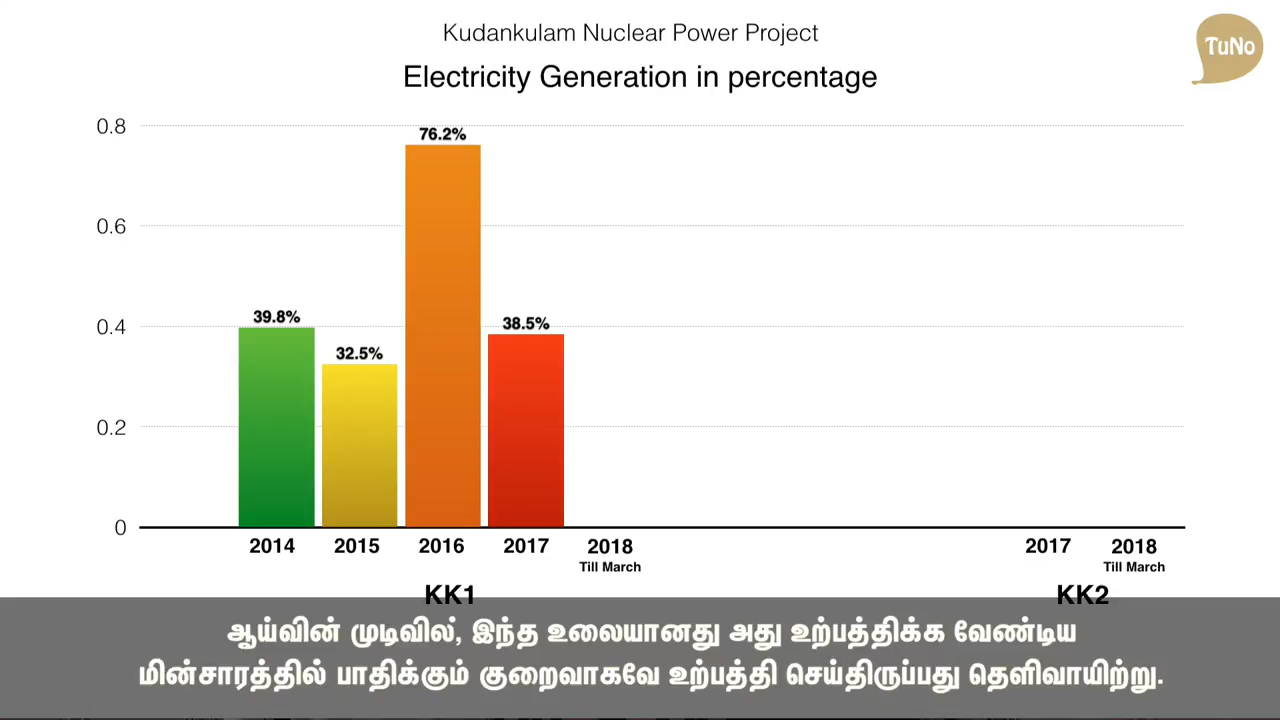 Kudankulam Nuclear Power Project
TuNo
Electricity Generation in percentage
0.8
0.6
0.4
0.2
0
39.8%
32.5%
76.2%
38.5%
2014 2015 2016 2017 2018 2017 2018
Till March Till March
KK1 KK2
ஆய்வின் முடிவில், இந்த உலையானது அது உற்பத்திக்க வேண்டிய
மின்சாரத்தில் பாதிக்கும் குறைவாகவே உற்பத்தி செய்திருப்பது தெளிவாயிற்று.